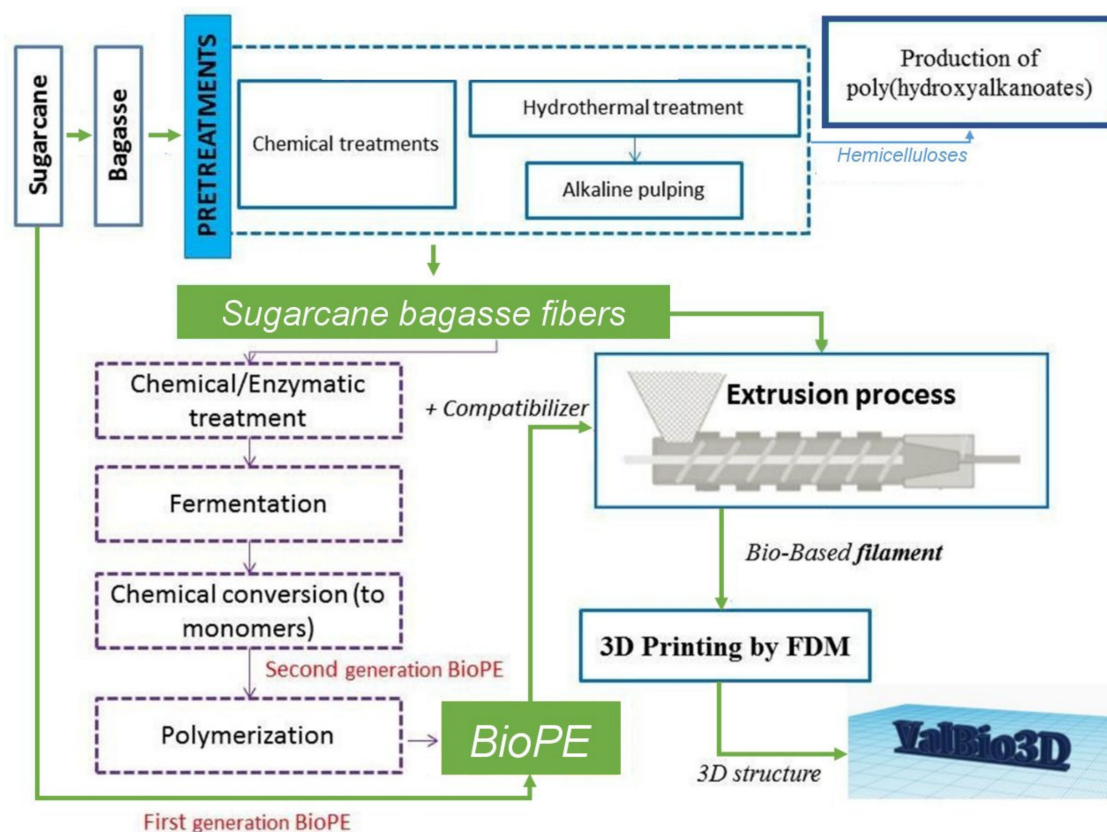 Sugarcane
Bagasse
PRETREATMENTS
Chemical treatments
Hydrothermal treatment
Alkaline pulping
Production of
poly(hydroxyalkanoates)
Hemicelluloses
Sugarcane bagasse fibers
Chemical/Enzymatic
treatment
Fermentation
Chemical conversion (to
monomers)
Second generation BioPE
Polymerization
BioPE
First generation BioPE
+ Compatibilizer
Extrusion process
Bio-Based filament
3D Printing by FDM
3D structure
ValBio3D